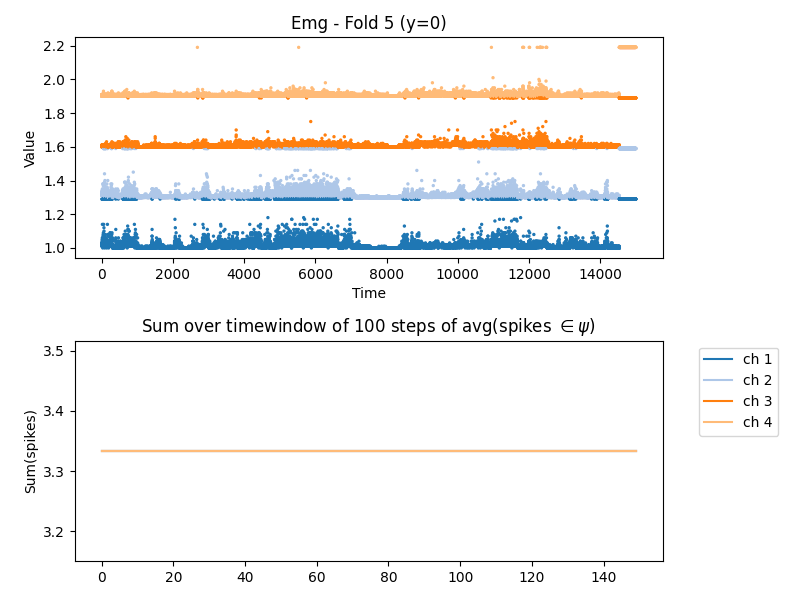 Emg - Fold 5 (y=0)
2.2
2.0
1.8
1.6
1.4
1.2
1.0
Value
0 2000 4000 6000 8000 10000 12000 14000
Time
Sum over timewindow of 100 steps of avg(spikes ∈ψ)
3.5
3.4
3.3
3.2
Sum(spikes)
0 20 40 60 80 100 120 140
ch 1
ch 2
ch 3
ch 4